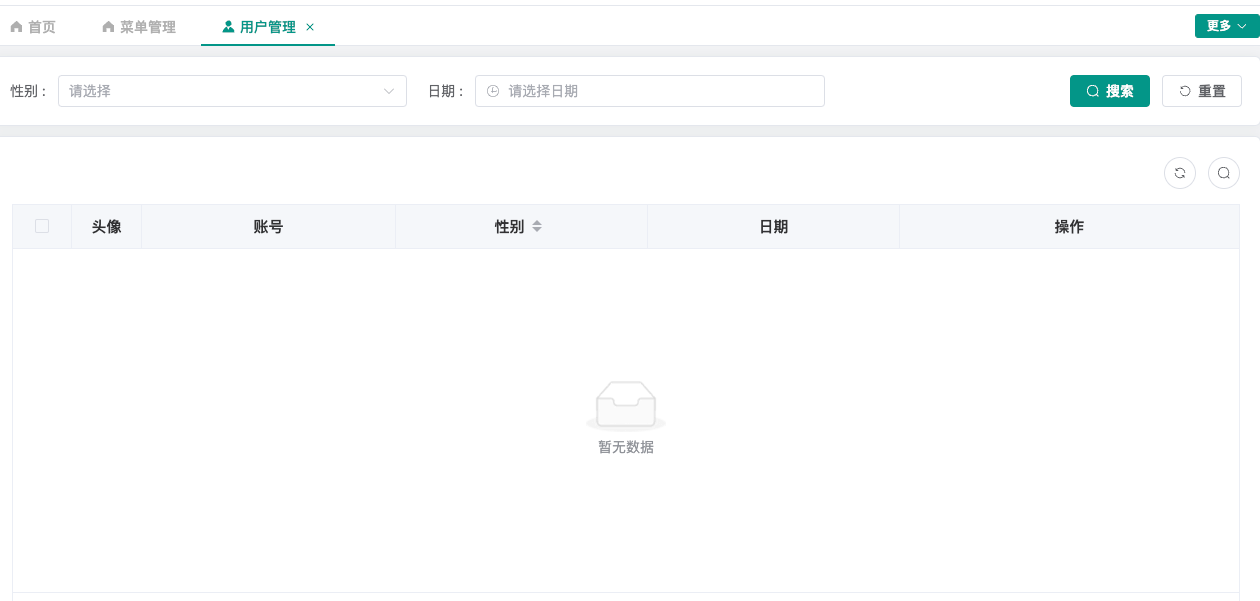 首页 菜单管理 用户管理 × 更多
性别： 请选择 日期： 请选择日期 搜索 重置
头像 账号 性别 日期 操作
暂无数据